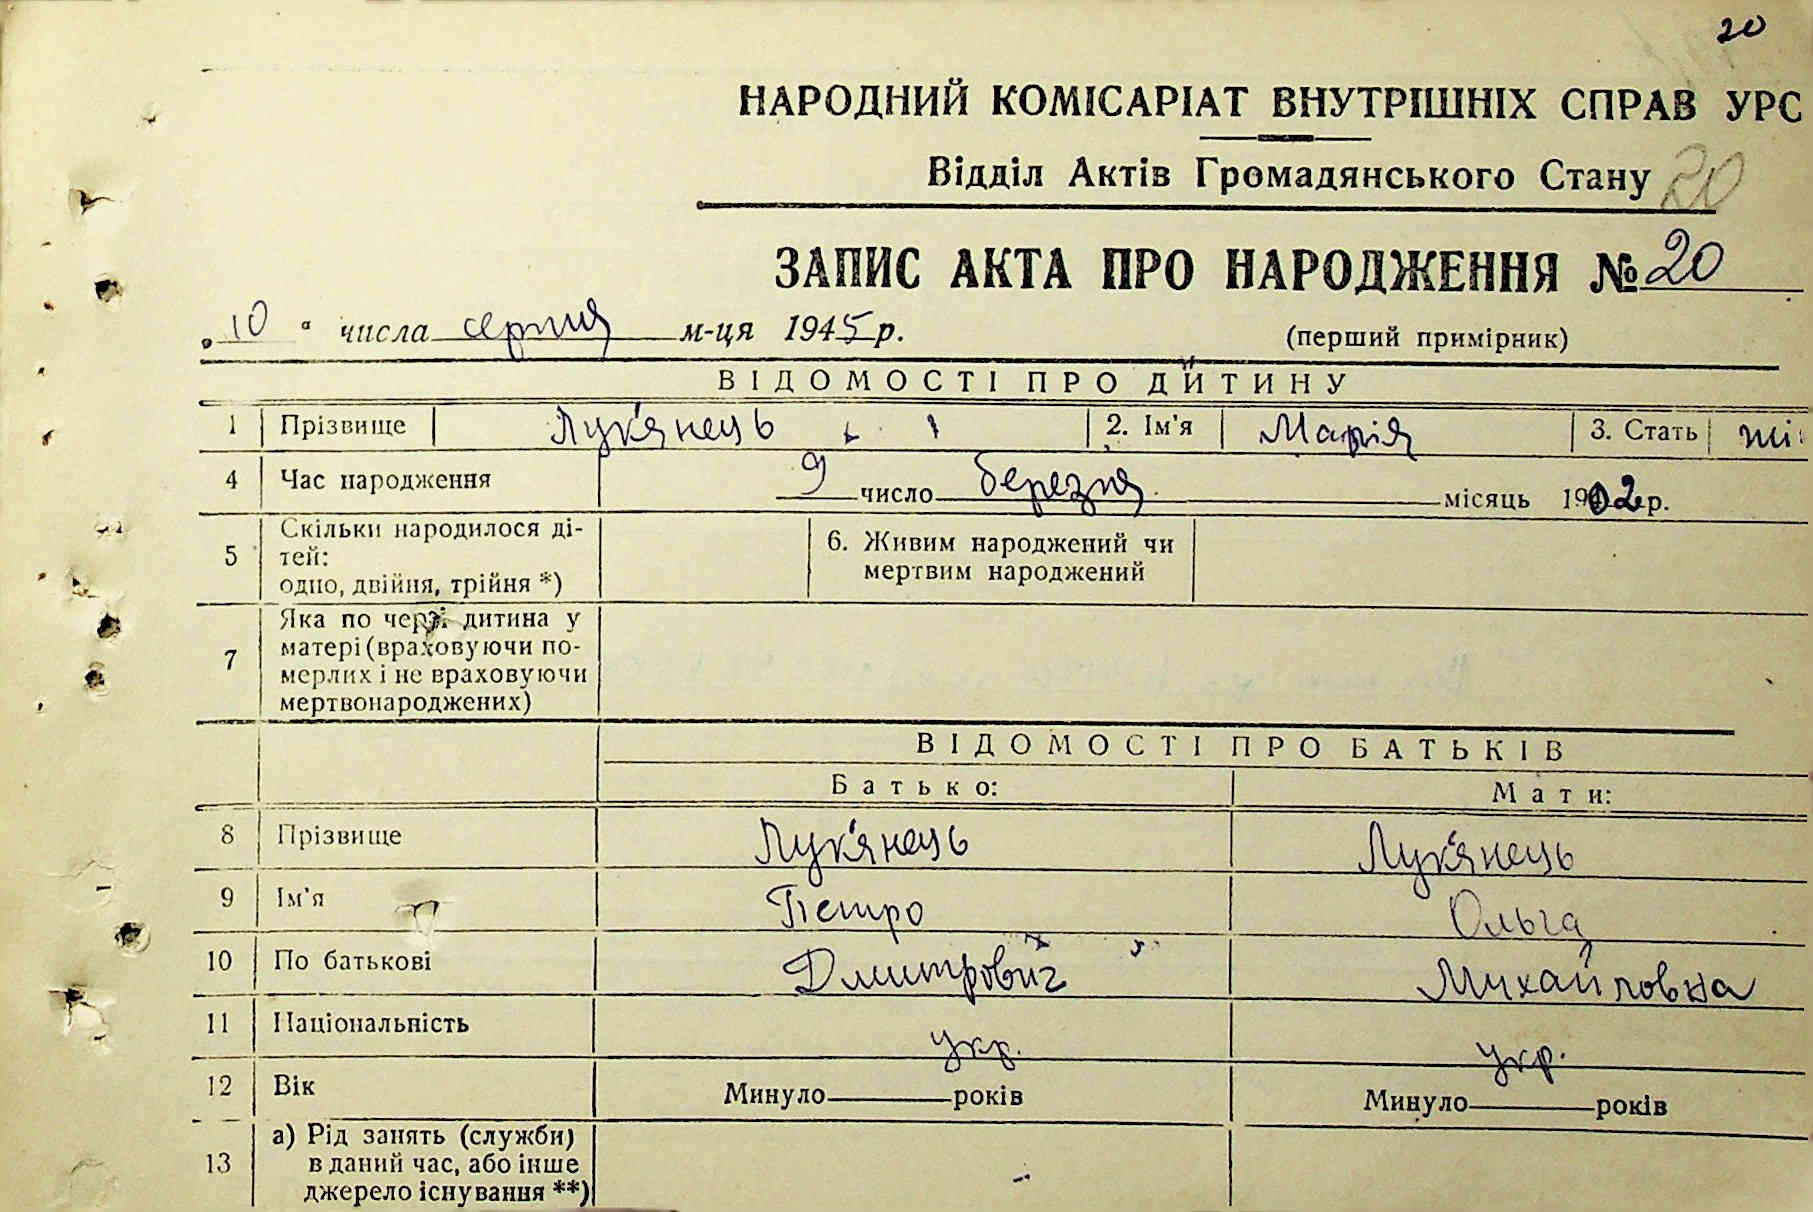 20
НАРОДНИЙ КОМІСАРІАТ ВНУТРІШНІХ СПРАВ УРС
Відділ Актів Громадянського Стану 20
ЗАПИС АКТА ПРО НАРОДЖЕННЯ № 20
„10“ числа серпня м-ця 1945 р. (перший примірник)
ВІДОМОСТІ ПРО ДИТИНУ
1 Прізвище Лук'янець 2. Ім'я Марія 3. Стать жі
4 Час народження 9 число березня місяць 1902 р.
5 Скільки народилося ді-
тей:
одно, двійня, трійня *)
6. Живим народжений чи
мертвим народжений
7 Яка по черзі дитина у
матері (враховуючи по-
мерлих і не враховуючи
мертвонароджених)
ВІДОМОСТІ ПРО БАТЬКІВ
Батько: Мати:
8 Прізвище Лук'янець Лук'янець
9 Ім'я Петро Ольга
10 По батькові Дмитрович Михайловна
11 Національність укр. укр.
12 Вік Минуло років Минуло років
13 а) Рід занять (служби)
в даний час, або інше
джерело існування **)